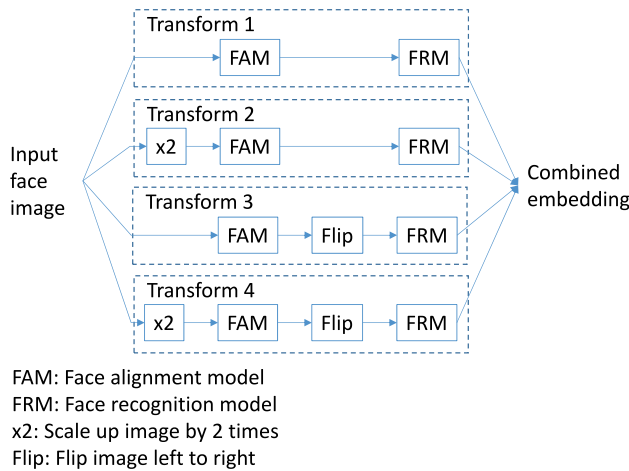 Transform 1
FAM FRM
Transform 2
x2 FAM FRM
Input
face
image
Combined
embedding
Transform 3
FAM Flip FRM
Transform 4
x2 FAM Flip FRM
FAM: Face alignment model
FRM: Face recognition model
x2: Scale up image by 2 times
Flip: Flip image left to right